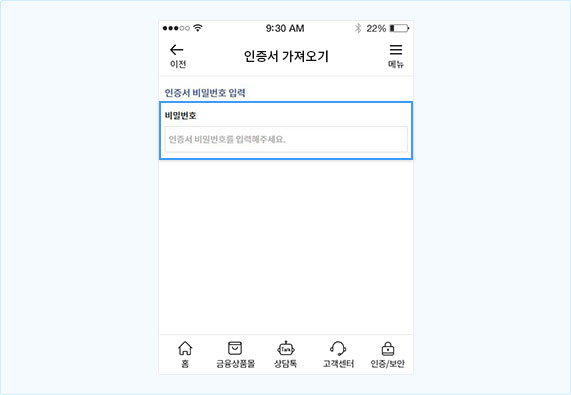 9:30 AM
22%
이전
인증서 가져오기
메뉴
인증서 비밀번호 입력
비밀번호
인증서 비밀번호를 입력해주세요.
홈
금융상품몰
Talk
상담톡
고객센터
인증/보안